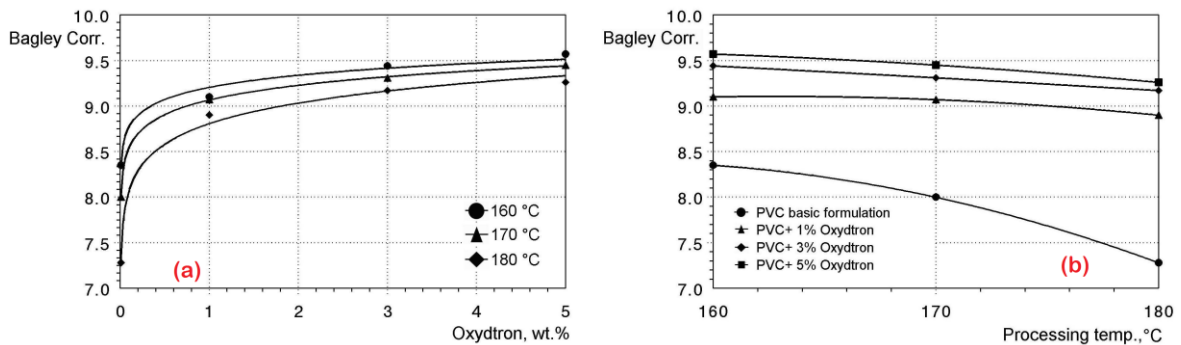 Bagley Corr.
10.0
9.5
9.0
8.5
8.0
7.5
7.0
160 °C
170 °C
180 °C
(a)
0 1 2 3 4 5
Oxydtron, wt.%
Bagley Corr.
10.0
9.5
9.0
8.5
8.0
7.5
7.0
PVC basic formulation
PVC+ 1% Oxydtron
PVC+ 3% Oxydtron
PVC+ 5% Oxydtron
(b)
160 170 180
Processing temp.,°C